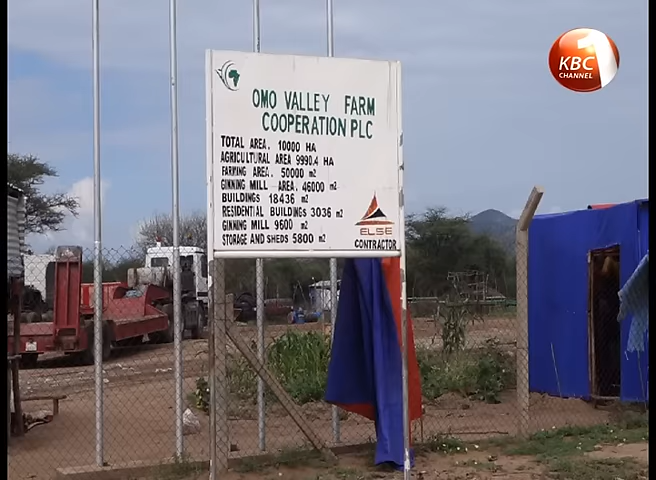 KBC 1
CHANNEL
OMO VALLEY FARM
COOPERATION PLC
TOTAL AREA. 10000 HA
AGRICULTURAL AREA 9990.4 HA
FARMING AREA. 50000 m2
GINNING MILL AREA. 46000 m2
BUILDINGS 18436 m2
RESIDENTIAL BUILDINGS 3036 m2
GINNING MILL 9600 m2
STORAGE AND SHEDS 5800 m2
ELSE
CONTRACTOR